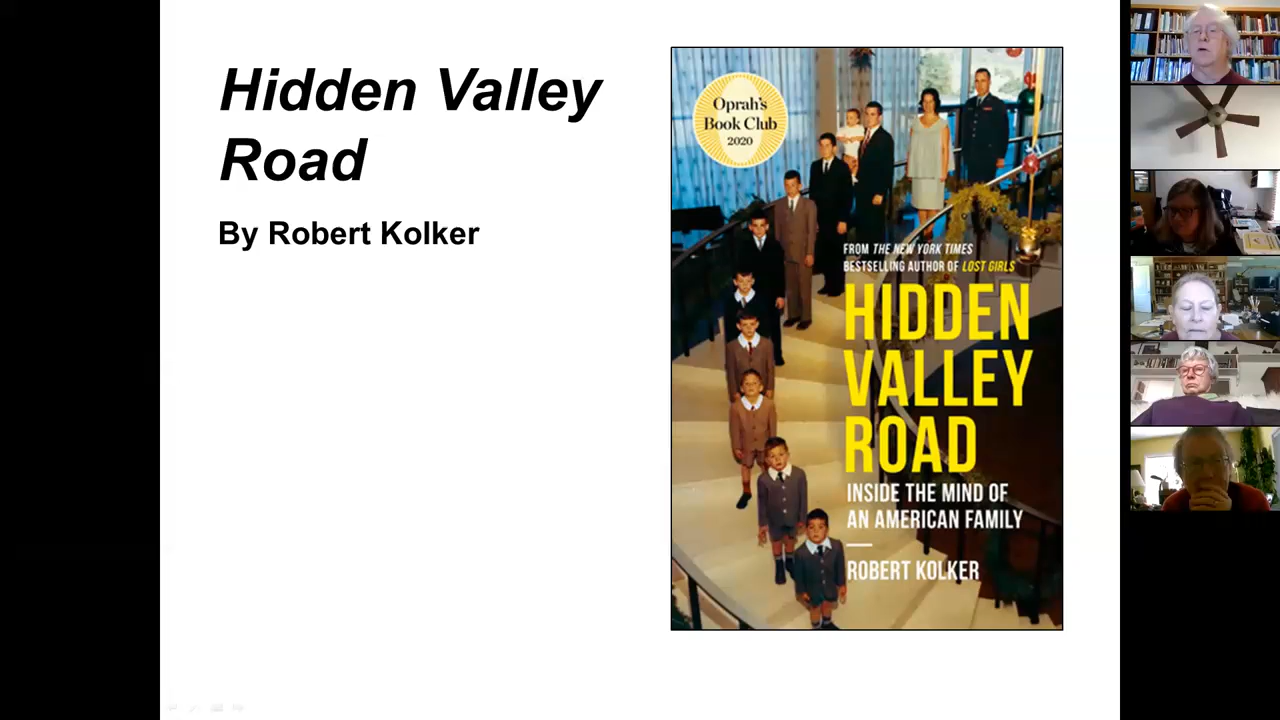 Hidden Valley
Road
By Robert Kolker
Oprah's
Book Club
2020
FROM THE NEW YORK TIMES
BESTSELLING AUTHOR OF LOST GIRLS
HIDDEN
VALLEY
ROAD
INSIDE THE MIND OF
AN AMERICAN FAMILY
ROBERT KOLKER